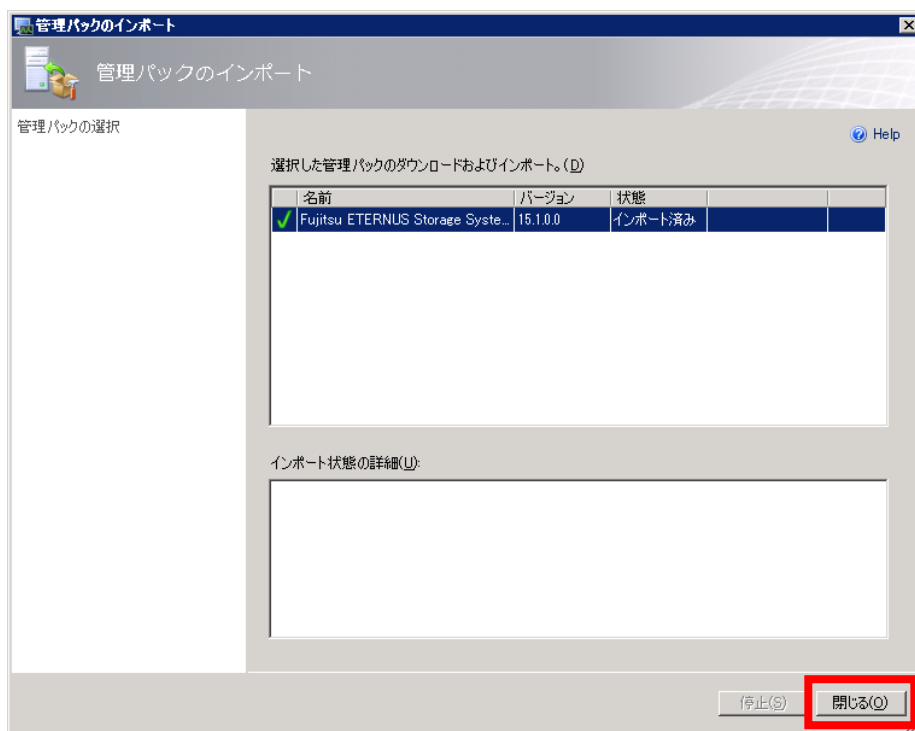 管理パックのインポート
管理パックのインポート
管理パックの選択
Help
選択した管理パックのダウンロードおよびインポート。(D)
名前 バージョン 状態
Fujitsu ETERNUS Storage Syste... 15.1.0.0 インポート済み
インポート状態の詳細(U):
停止(S) 閉じる(O)